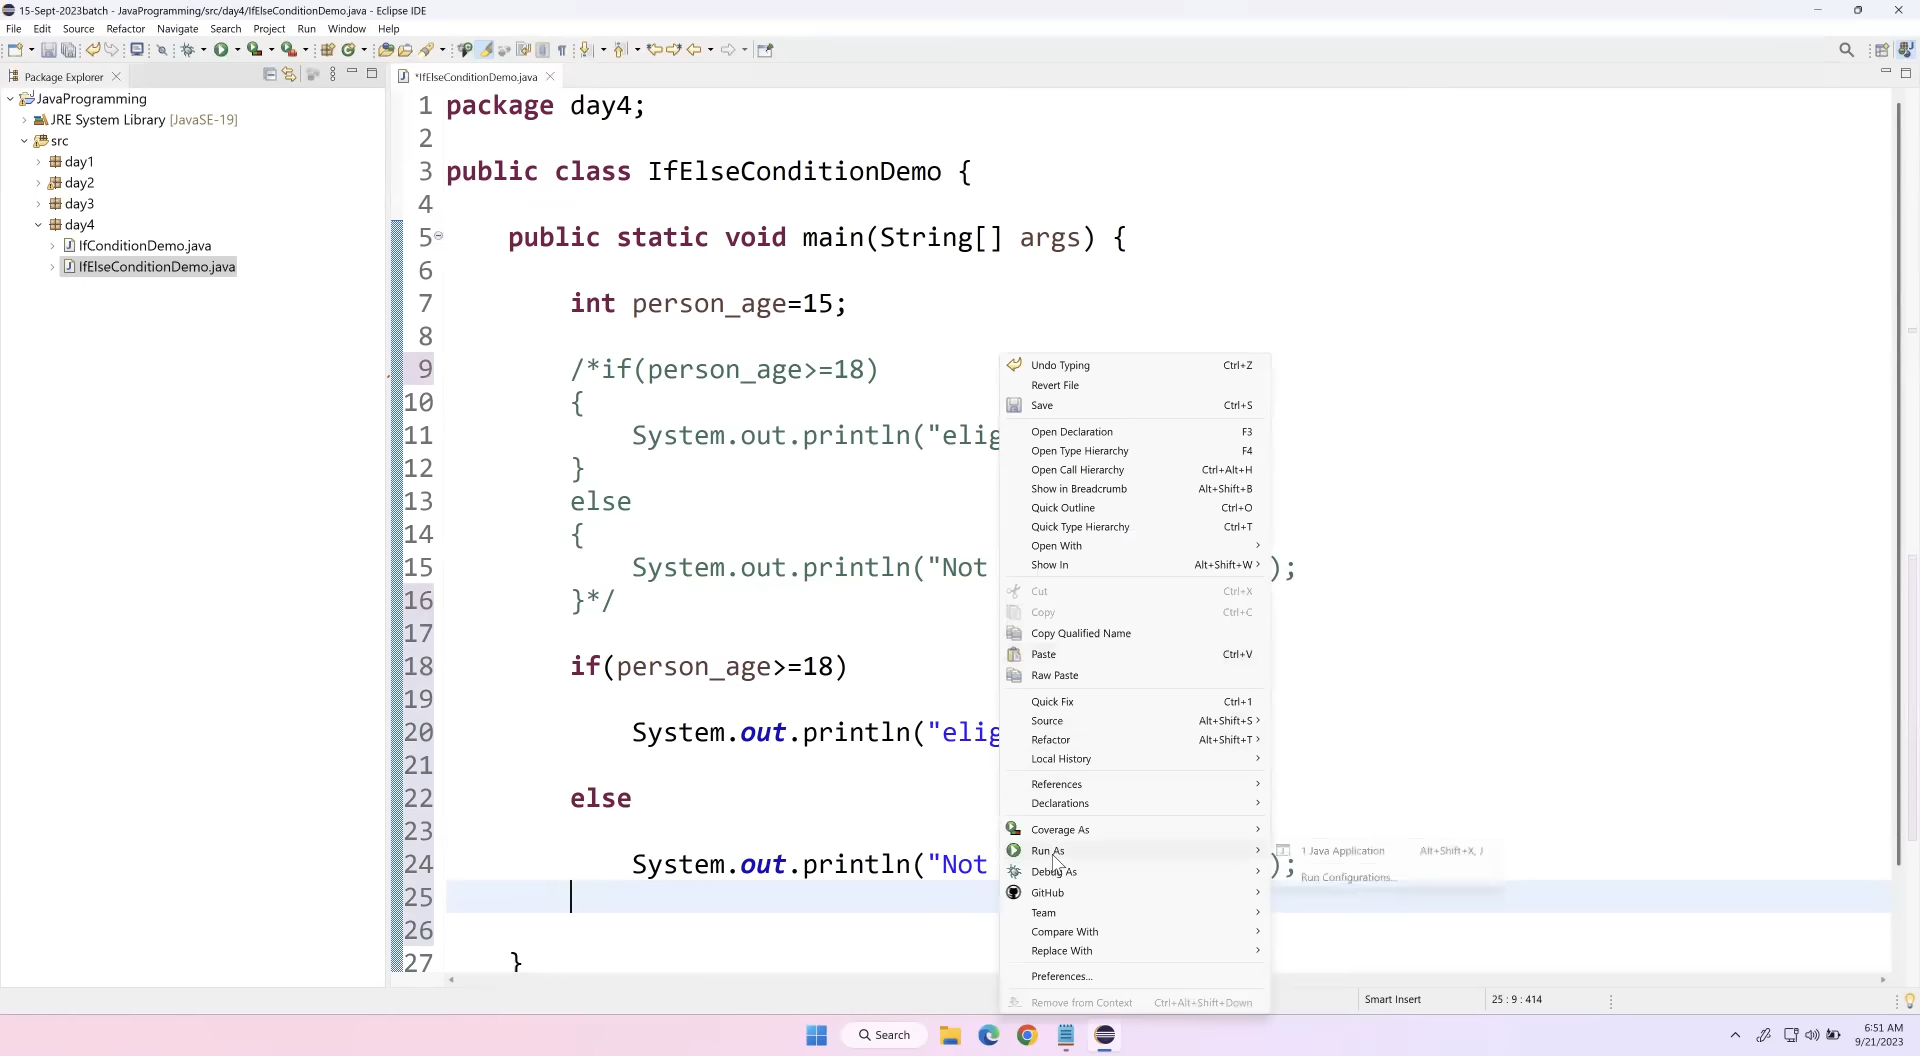 15-Sept-2023batch - JavaProgramming/src/day4/IfElseConditionDemo.java - Eclipse IDE
File Edit Source Refactor Navigate Search Project Run Window Help
Package Explorer
*IfElseConditionDemo.java
JavaProgramming
JRE System Library [JavaSE-19]
src
day1
day2
day3
day4
IfConditionDemo.java
IfElseConditionDemo.java
1 package day4;
2
3 public class IfElseConditionDemo {
4
5 public static void main(String[] args) {
6
7 int person_age=15;
8
9 /*if(person_age>=18)
10 {
11 System.out.println("elig
12 }
13 else
14 {
15 System.out.println("Not );
16 }*/
17
18 if(person_age>=18)
19
20 System.out.println("elig
21
22 else
23
24 System.out.println("Not );
25
26
27 }
Undo Typing Ctrl+Z
Revert File
Save Ctrl+S
Open Declaration F3
Open Type Hierarchy F4
Open Call Hierarchy Ctrl+Alt+H
Show in Breadcrumb Alt+Shift+B
Quick Outline Ctrl+O
Quick Type Hierarchy Ctrl+T
Open With
Show In Alt+Shift+W
Cut Ctrl+X
Copy Ctrl+C
Copy Qualified Name
Paste Ctrl+V
Raw Paste
Quick Fix Ctrl+1
Source Alt+Shift+S
Refactor Alt+Shift+T
Local History
References
Declarations
Coverage As
Run As
Debug As
GitHub
Team
Compare With
Replace With
Preferences...
Remove from Context Ctrl+Alt+Shift+Down
1 Java Application Alt+Shift+X, J
Run Configurations...
Smart Insert 25 : 9 : 414
Search
6:51 AM
9/21/2023